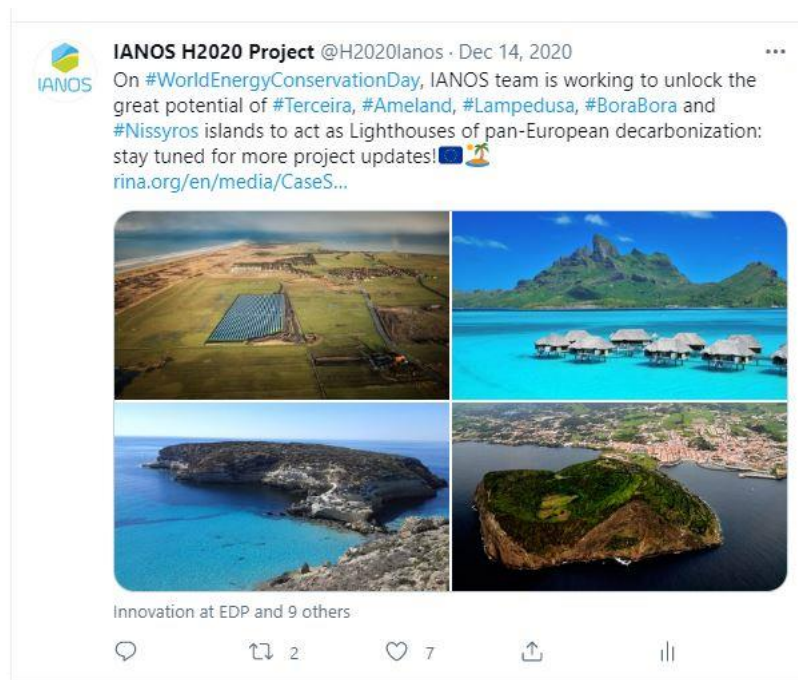 IANOS
IANOS H2020 Project @H2020Ianos · Dec 14, 2020
On #WorldEnergyConservationDay, IANOS team is working to unlock the
great potential of #Terceira, #Ameland, #Lampedusa, #BoraBora and
#Nissyros islands to act as Lighthouses of pan-European decarbonization:
stay tuned for more project updates!🇪🇺🏝️
rina.org/en/media/CaseS...
Innovation at EDP and 9 others
2 7